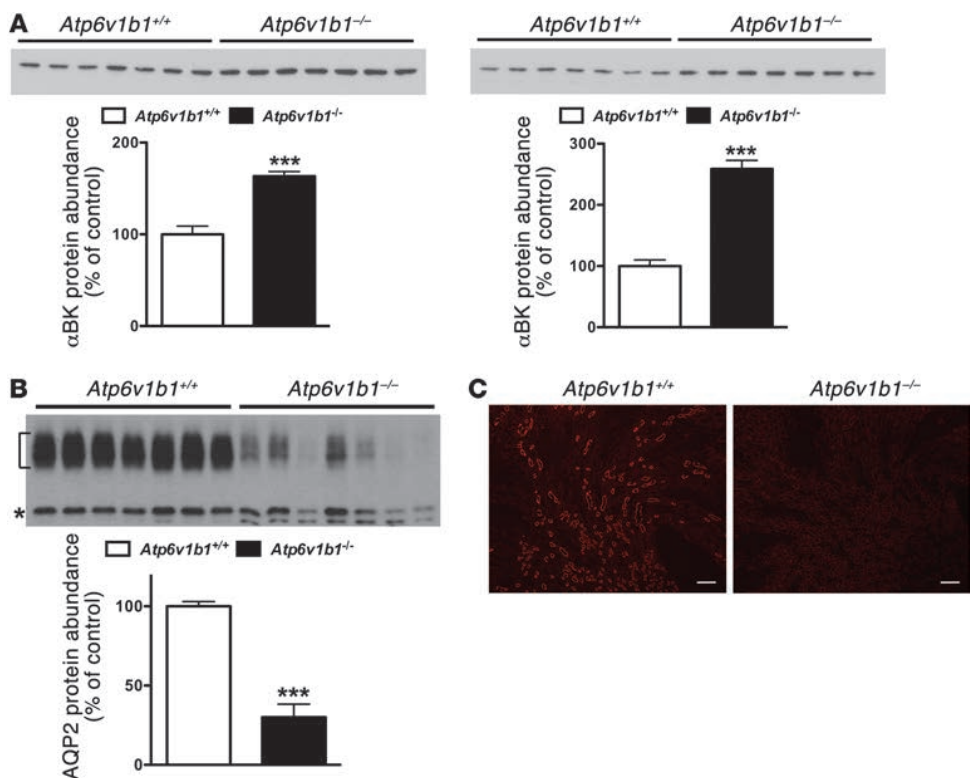 A
Atp6v1b1+/+ Atp6v1b1–/–
Atp6v1b1+/+ Atp6v1b1-/-
αBK protein abundance
(% of control)
200
100
0
***
Atp6v1b1+/+ Atp6v1b1–/–
Atp6v1b1+/+ Atp6v1b1-/-
αBK protein abundance
(% of control)
300
200
100
0
***
B
Atp6v1b1+/+ Atp6v1b1–/–
*
Atp6v1b1+/+ Atp6v1b1-/-
AQP2 protein abundance
(% of control)
100
50
0
***
C
Atp6v1b1+/+ Atp6v1b1–/–